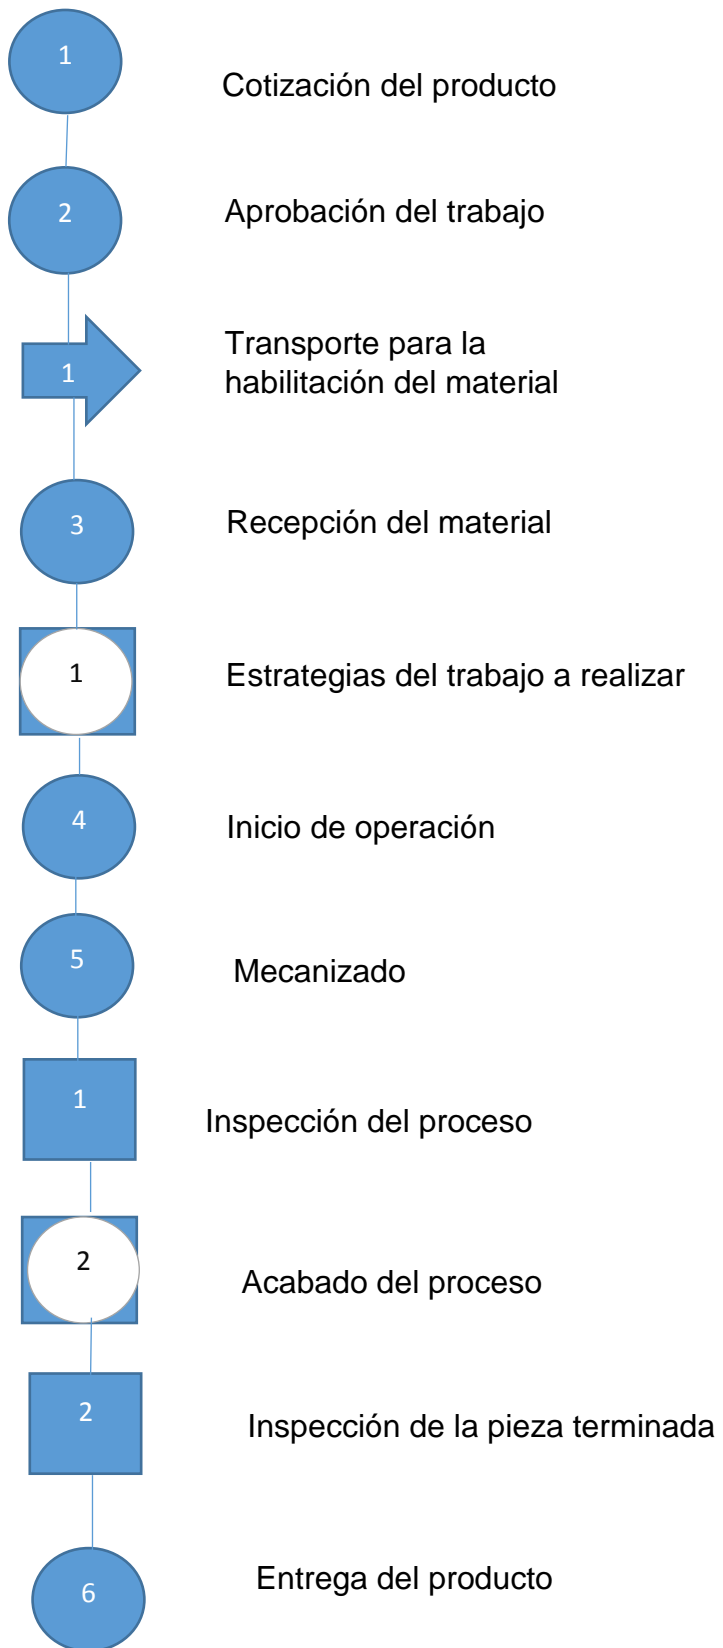 1
Cotización del producto
2
Aprobación del trabajo
Transporte para la
1
habilitación del material
3
Recepción del material
1
Estrategias del trabajo a realizar
4
Inicio de operación
5
Mecanizado
1
Inspección del proceso
2
Acabado del proceso
2
Inspección de la pieza terminada
6
Entrega del producto